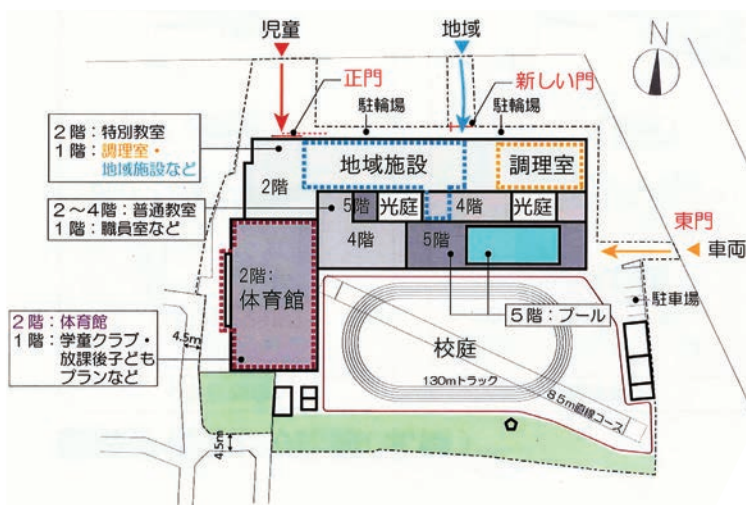 児童
地域
N
正門
新しい門
駐輪場
駐輪場
2階：特別教室
1階：調理室・
地域施設など
地域施設
調理室
2階
5階
光庭
4階
光庭
2～4階：普通教室
1階：職員室など
4階
5階
東門
車両
2階：
体育館
駐車場
5階：プール
2階：体育館
1階：学童クラブ・
放課後子ども
プランなど
4.5m
校庭
130mトラック
85m直線コース
4.5m